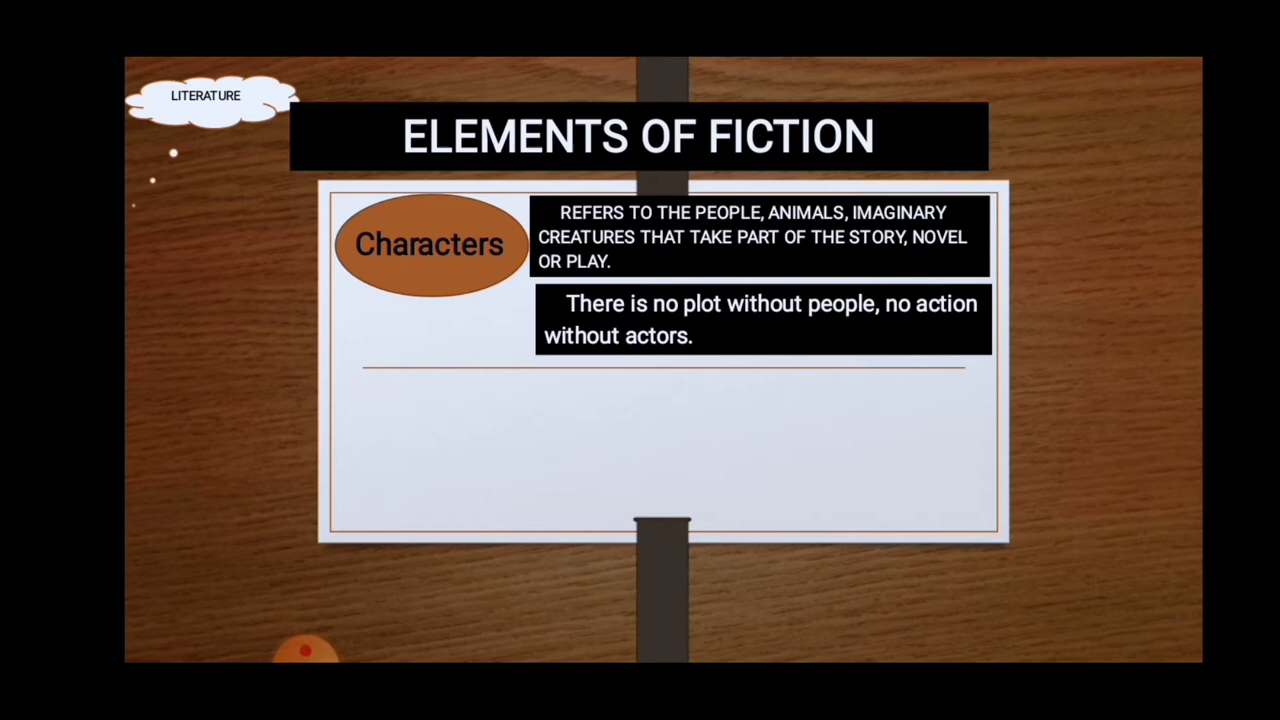 LITERATURE
ELEMENTS OF FICTION
Characters
REFERS TO THE PEOPLE, ANIMALS, IMAGINARY
CREATURES THAT TAKE PART OF THE STORY, NOVEL
OR PLAY.
There is no plot without people, no action
without actors.